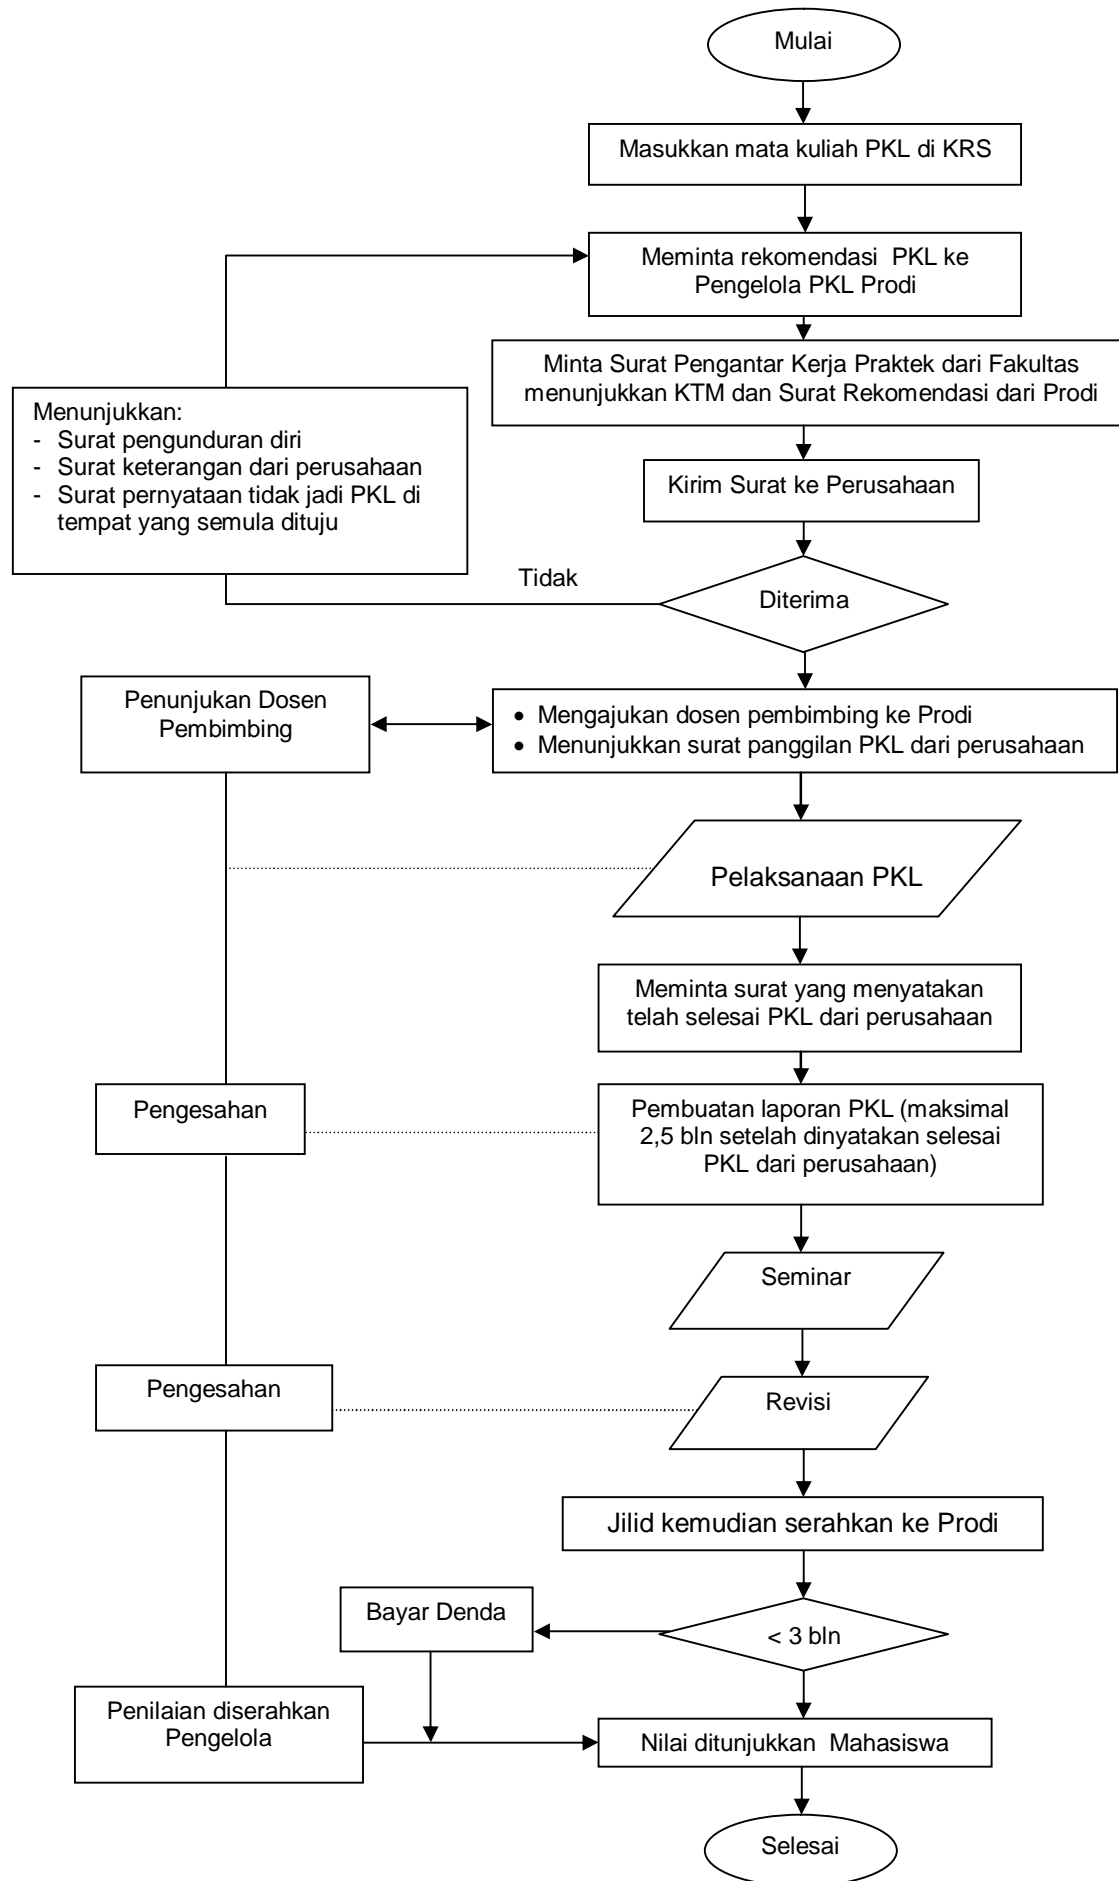 Mulai
Masukkan mata kuliah PKL di KRS
Meminta rekomendasi PKL ke
Pengelola PKL Prodi
Minta Surat Pengantar Kerja Praktek dari Fakultas
menunjukkan KTM dan Surat Rekomendasi dari Prodi
Menunjukkan:
- Surat pengunduran diri
- Surat keterangan dari perusahaan
- Surat pernyataan tidak jadi PKL di
tempat yang semula dituju
Kirim Surat ke Perusahaan
Tidak
Diterima
Penunjukan Dosen
Pembimbing
• Mengajukan dosen pembimbing ke Prodi
• Menunjukkan surat panggilan PKL dari perusahaan
Pelaksanaan PKL
Meminta surat yang menyatakan
telah selesai PKL dari perusahaan
Pengesahan
Pembuatan laporan PKL (maksimal
2,5 bln setelah dinyatakan selesai
PKL dari perusahaan)
Seminar
Pengesahan
Revisi
Jilid kemudian serahkan ke Prodi
Bayar Denda
< 3 bln
Penilaian diserahkan
Pengelola
Nilai ditunjukkan Mahasiswa
Selesai